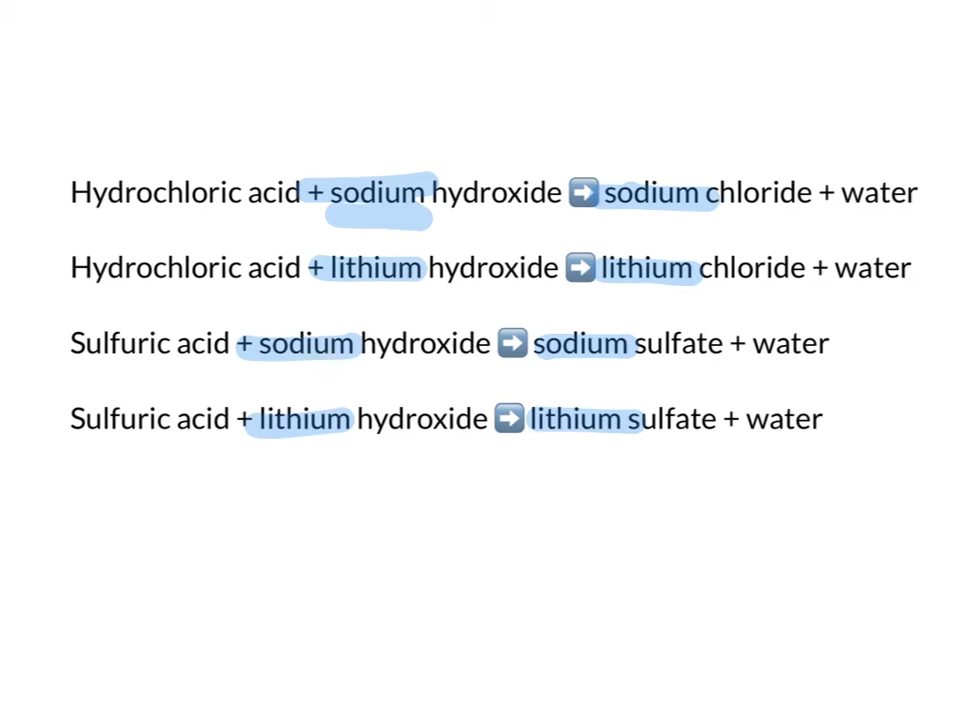 Hydrochloric acid + sodium hydroxide ➡️ sodium chloride + water
Hydrochloric acid + lithium hydroxide ➡️ lithium chloride + water
Sulfuric acid + sodium hydroxide ➡️ sodium sulfate + water
Sulfuric acid + lithium hydroxide ➡️ lithium sulfate + water